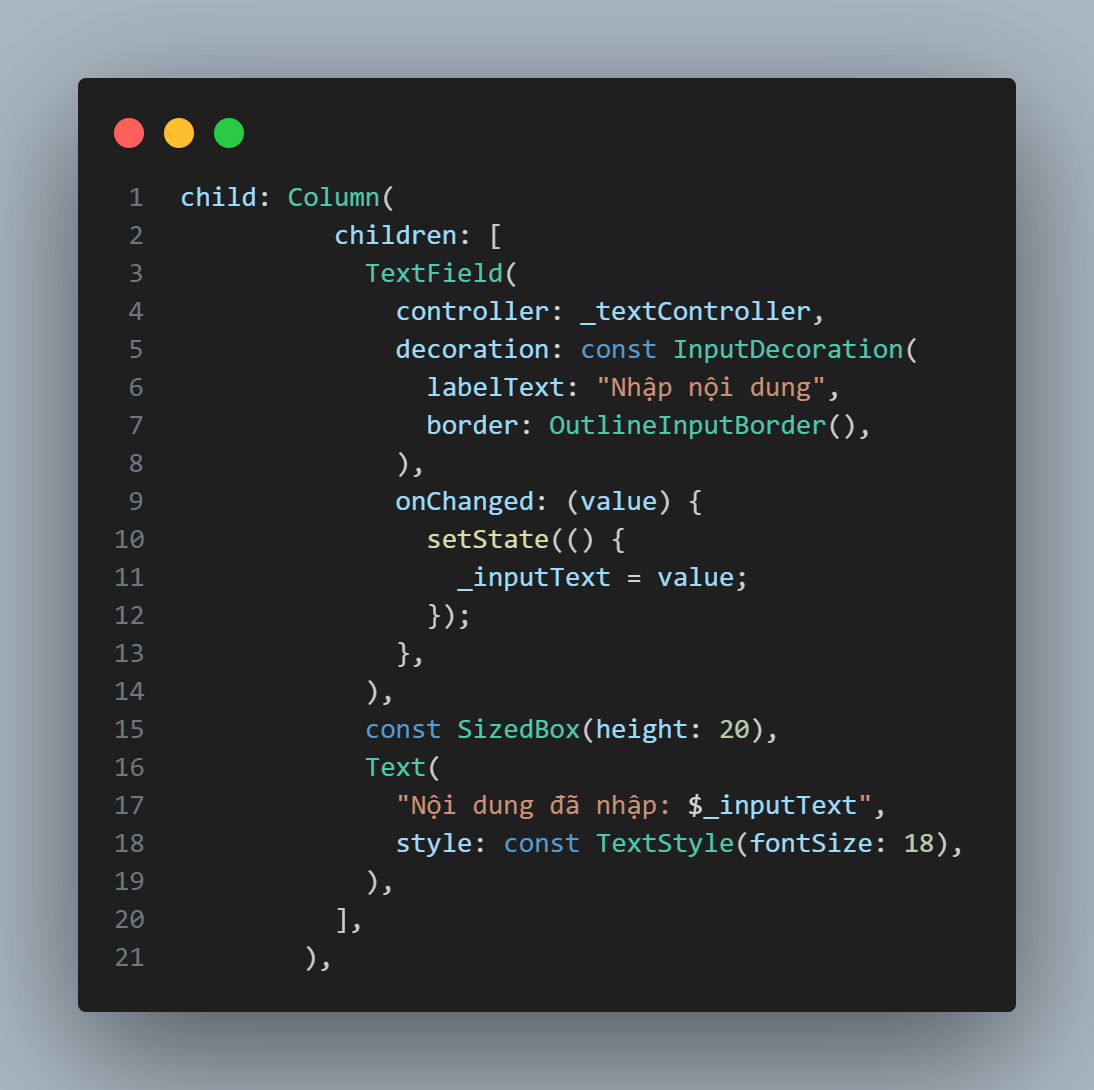 1 child: Column(
2 children: [
3 TextField(
4 controller: _textController,
5 decoration: const InputDecoration(
6 labelText: "Nhập nội dung",
7 border: OutlineInputBorder(),
8 ),
9 onChanged: (value) {
10 setState(() {
11 _inputText = value;
12 });
13 },
14 ),
15 const SizedBox(height: 20),
16 Text(
17 "Nội dung đã nhập: $_inputText",
18 style: const TextStyle(fontSize: 18),
19 ),
20 ],
21 ),